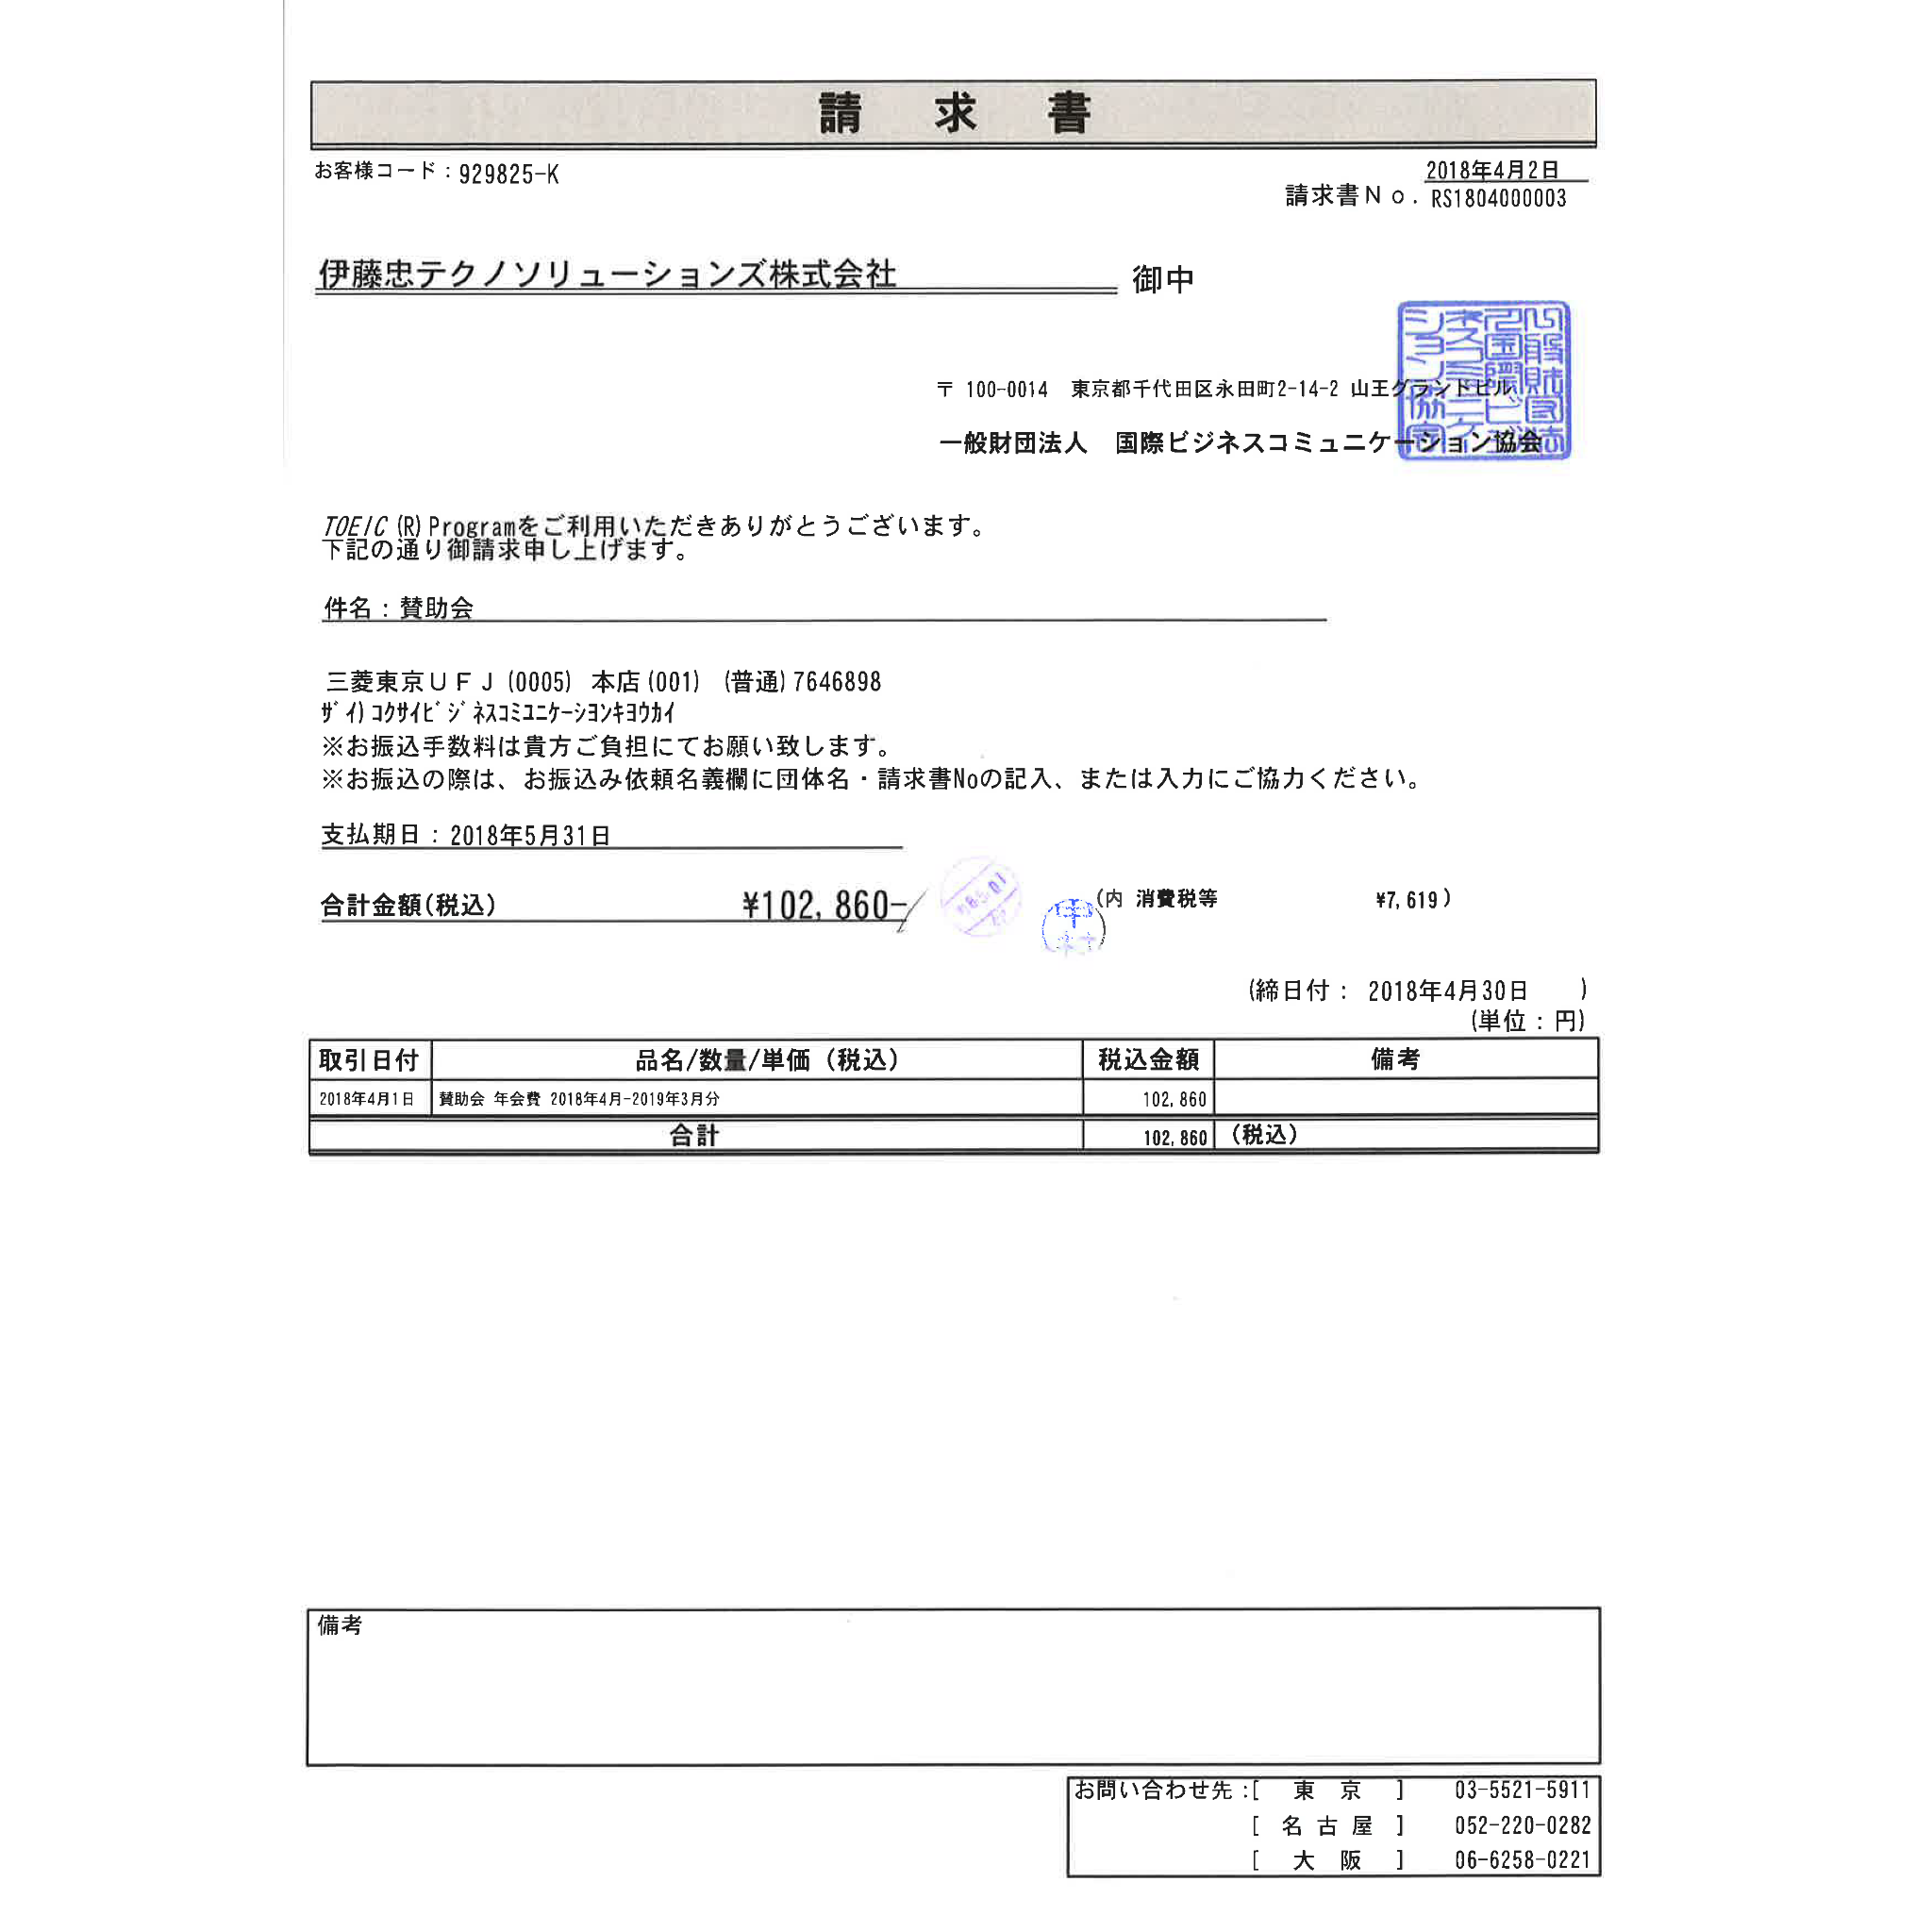 請求書
お客様コード：929825-K
2018年4月2日
請求書No. RS1804000003
伊藤忠テクノソリューションズ株式会社 御中
〒 100-0014 東京都千代田区永田町2-14-2 山王グランドビル
一般財団法人 国際ビジネスコミュニケーション協会
TOEIC (R) Programをご利用いただきありがとうございます。
下記の通り御請求申し上げます。
件名：賛助会
三菱東京ＵＦＪ(0005) 本店(001) (普通)7646898
ｻﾞｲ)ｺｸｻｲﾋﾞｼﾞﾈｽｺﾐﾕﾆｹｰｼﾖﾝｷﾖｳｶｲ
※お振込手数料は貴方ご負担にてお願い致します。
※お振込の際は、お振込み依頼名義欄に団体名・請求書Noの記入、または入力にご協力ください。
支払期日：2018年5月31日
合計金額(税込) ¥102,860- (内 消費税等 ¥7,619)
(締日付： 2018年4月30日 )
(単位：円)
取引日付 品名/数量/単価（税込） 税込金額 備考
2018年4月1日 賛助会 年会費 2018年4月-2019年3月分 102,860
合計 102,860 (税込)
備考
お問い合わせ先：[ 東京 ] 03-5521-5911
[ 名古屋 ] 052-220-0282
[ 大阪 ] 06-6258-0221